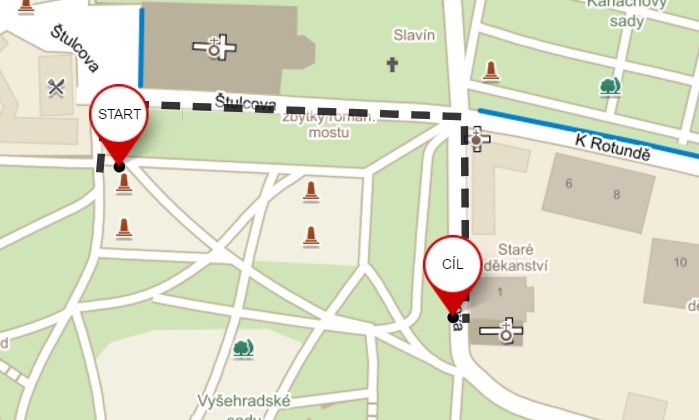 Karlachovy
sady
Štulcova
Slavín
Štulcova
START
zbytky román.
mostu
K Rotundě
6
8
Staré
děkanství
CÍL
10
1
dě
d
Vyšehradské
sady